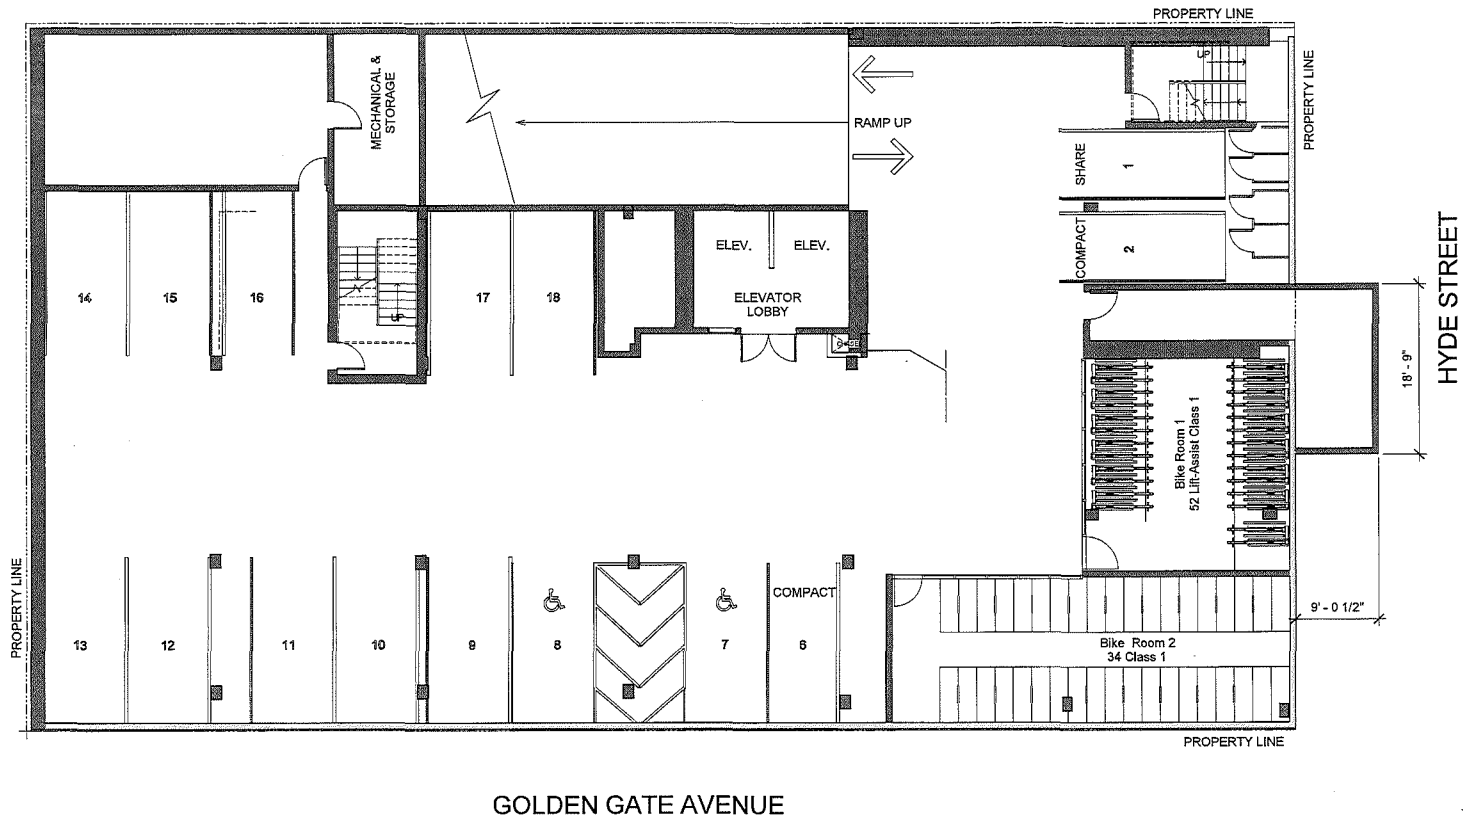 PROPERTY LINE
UP
PROPERTY LINE
MECHANICAL &
STORAGE
RAMP UP
SHARE
1
COMPACT
2
14
15
16
UP
17
18
ELEV.
ELEV.
ELEVATOR
LOBBY
HYDE STREET
18' - 9"
Bike Room 1
52 Lift-Assist Class 1
PROPERTY LINE
13
12
11
10
9
8
7
COMPACT
6
9' - 0 1/2"
Bike Room 2
34 Class 1
PROPERTY LINE
GOLDEN GATE AVENUE